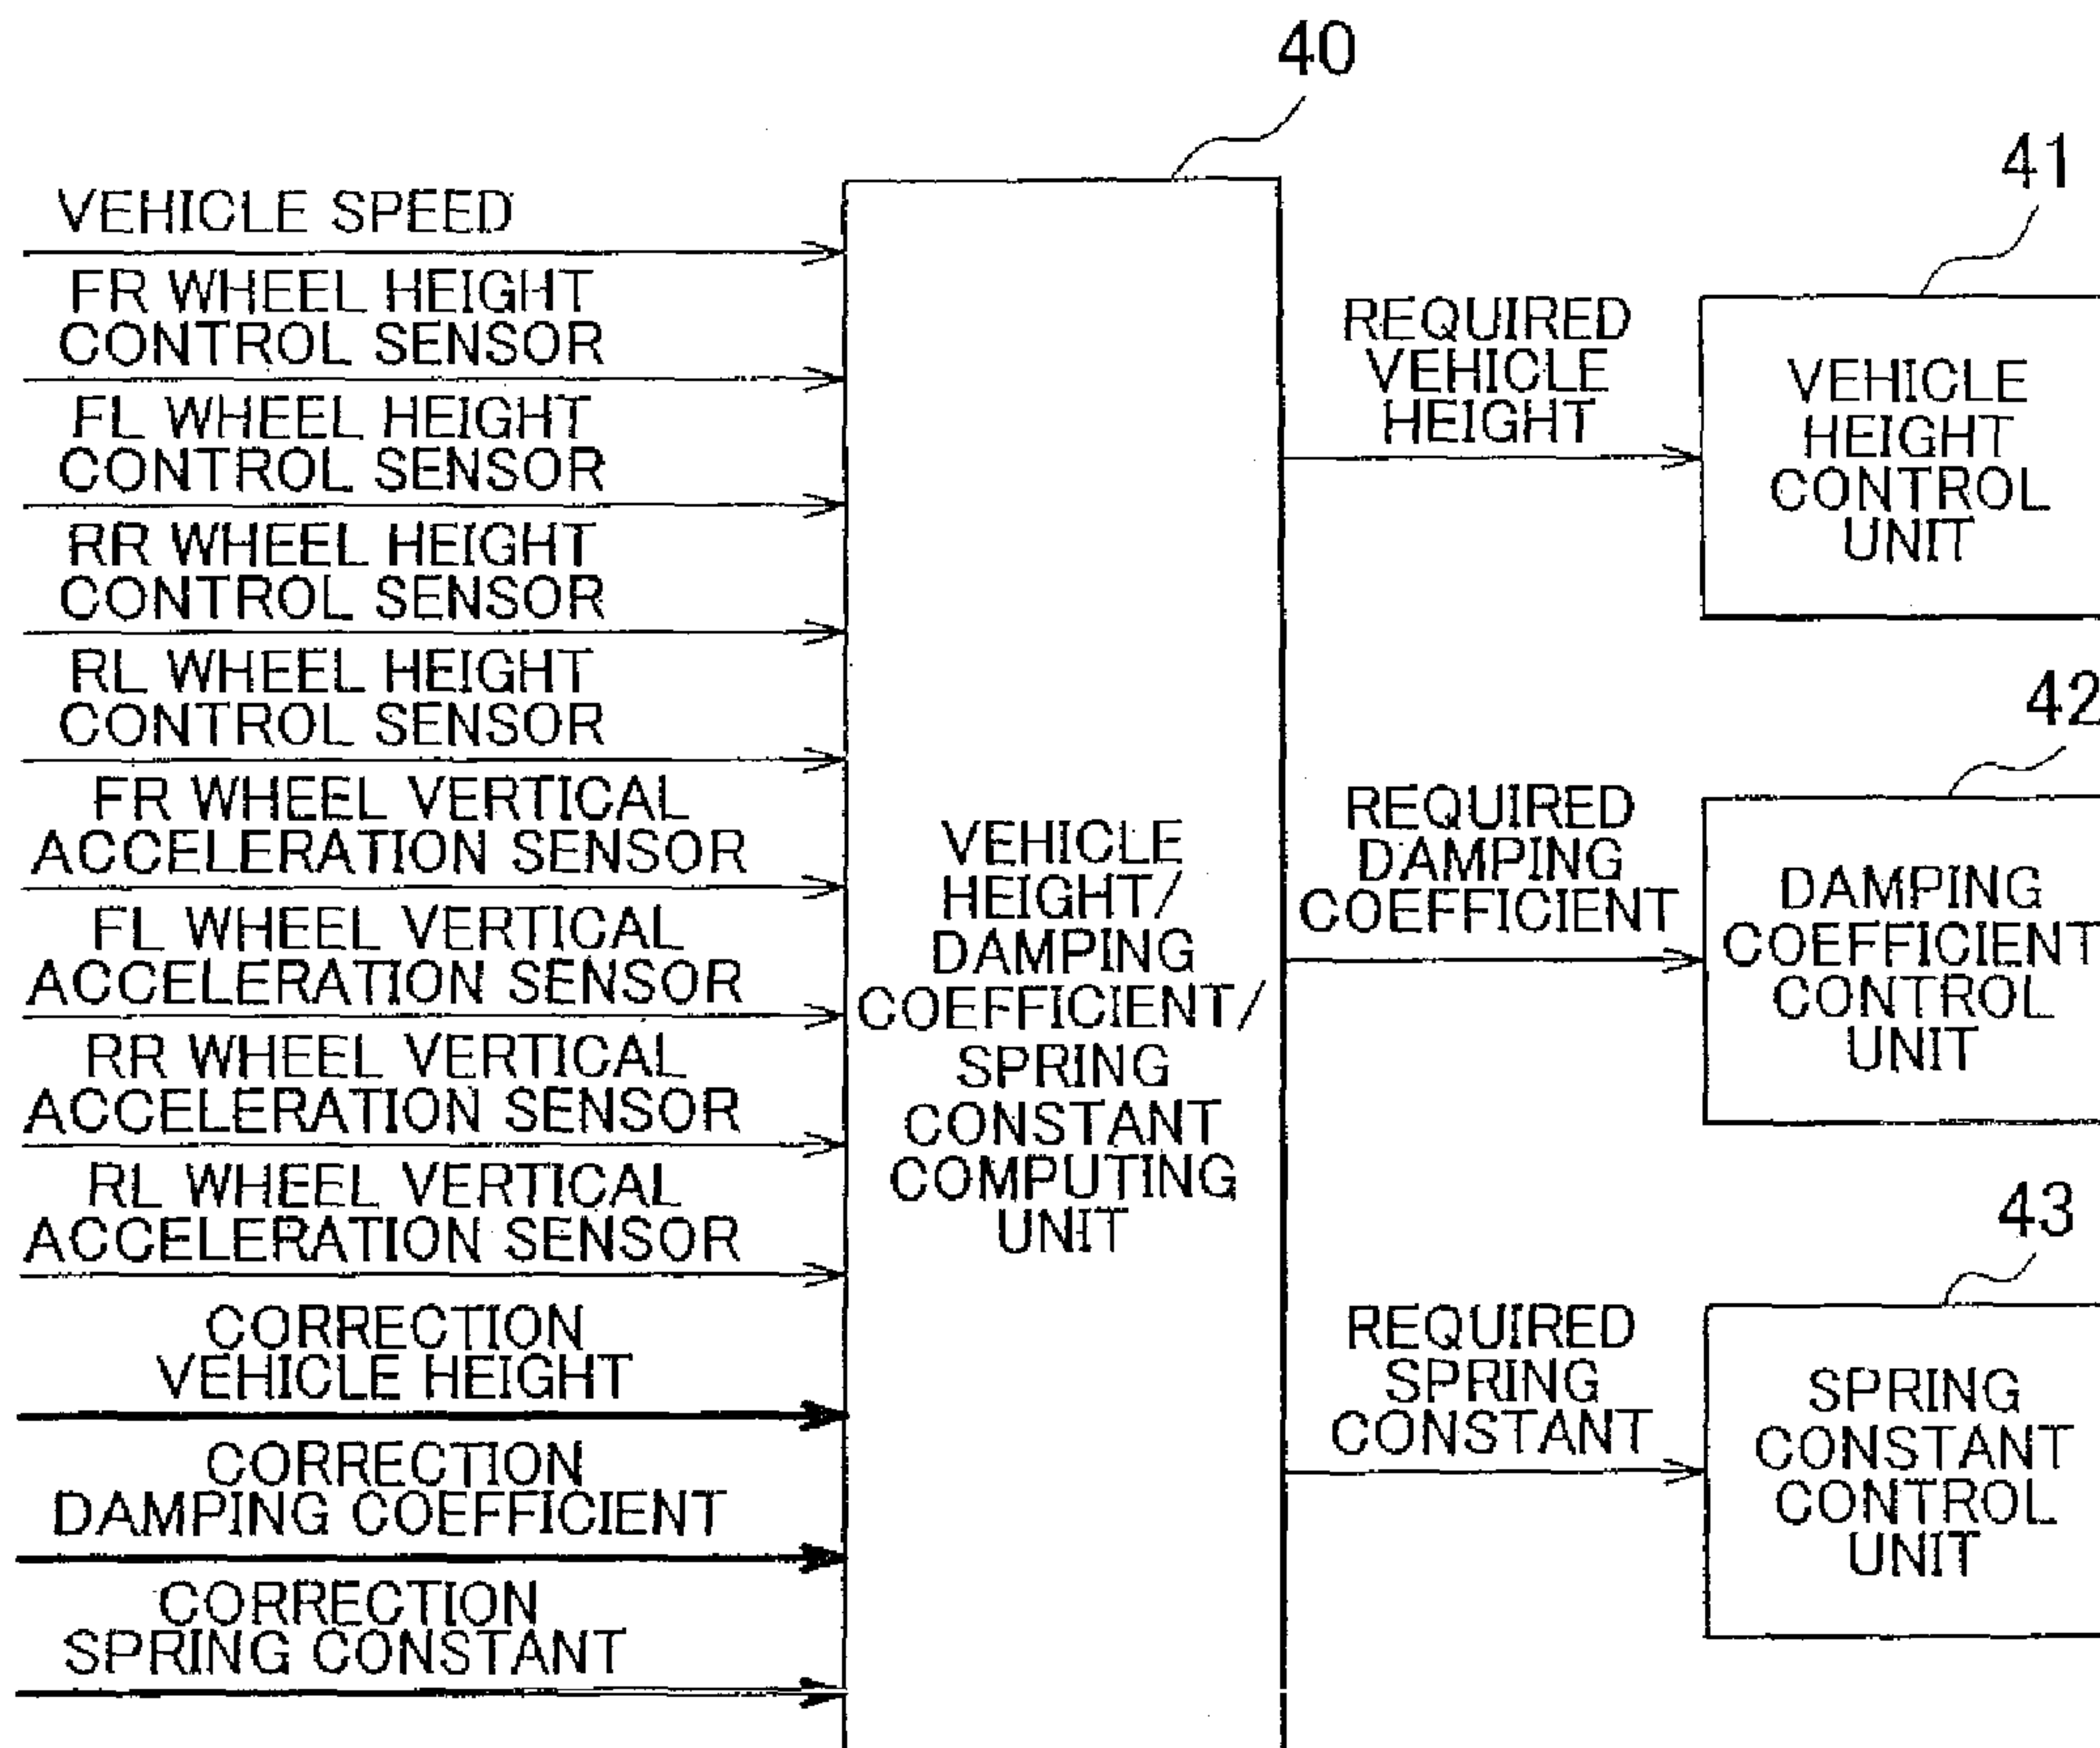 40
41
VEHICLE SPEED
FR WHEEL HEIGHT
CONTROL SENSOR
FL WHEEL HEIGHT
CONTROL SENSOR
RR WHEEL HEIGHT
CONTROL SENSOR
RL WHEEL HEIGHT
CONTROL SENSOR
FR WHEEL VERTICAL
ACCELERATION SENSOR
FL WHEEL VERTICAL
ACCELERATION SENSOR
RR WHEEL VERTICAL
ACCELERATION SENSOR
RL WHEEL VERTICAL
ACCELERATION SENSOR
CORRECTION
VEHICLE HEIGHT
CORRECTION
DAMPING COEFFICIENT
CORRECTION
SPRING CONSTANT
VEHICLE
HEIGHT/
DAMPING
COEFFICIENT/
SPRING
CONSTANT
COMPUTING
UNIT
REQUIRED
VEHICLE
HEIGHT
VEHICLE
HEIGHT
CONTROL
UNIT
42
REQUIRED
DAMPING
COEFFICIENT
DAMPING
COEFFICIENT
CONTROL
UNIT
43
REQUIRED
SPRING
CONSTANT
SPRING
CONSTANT
CONTROL
UNIT